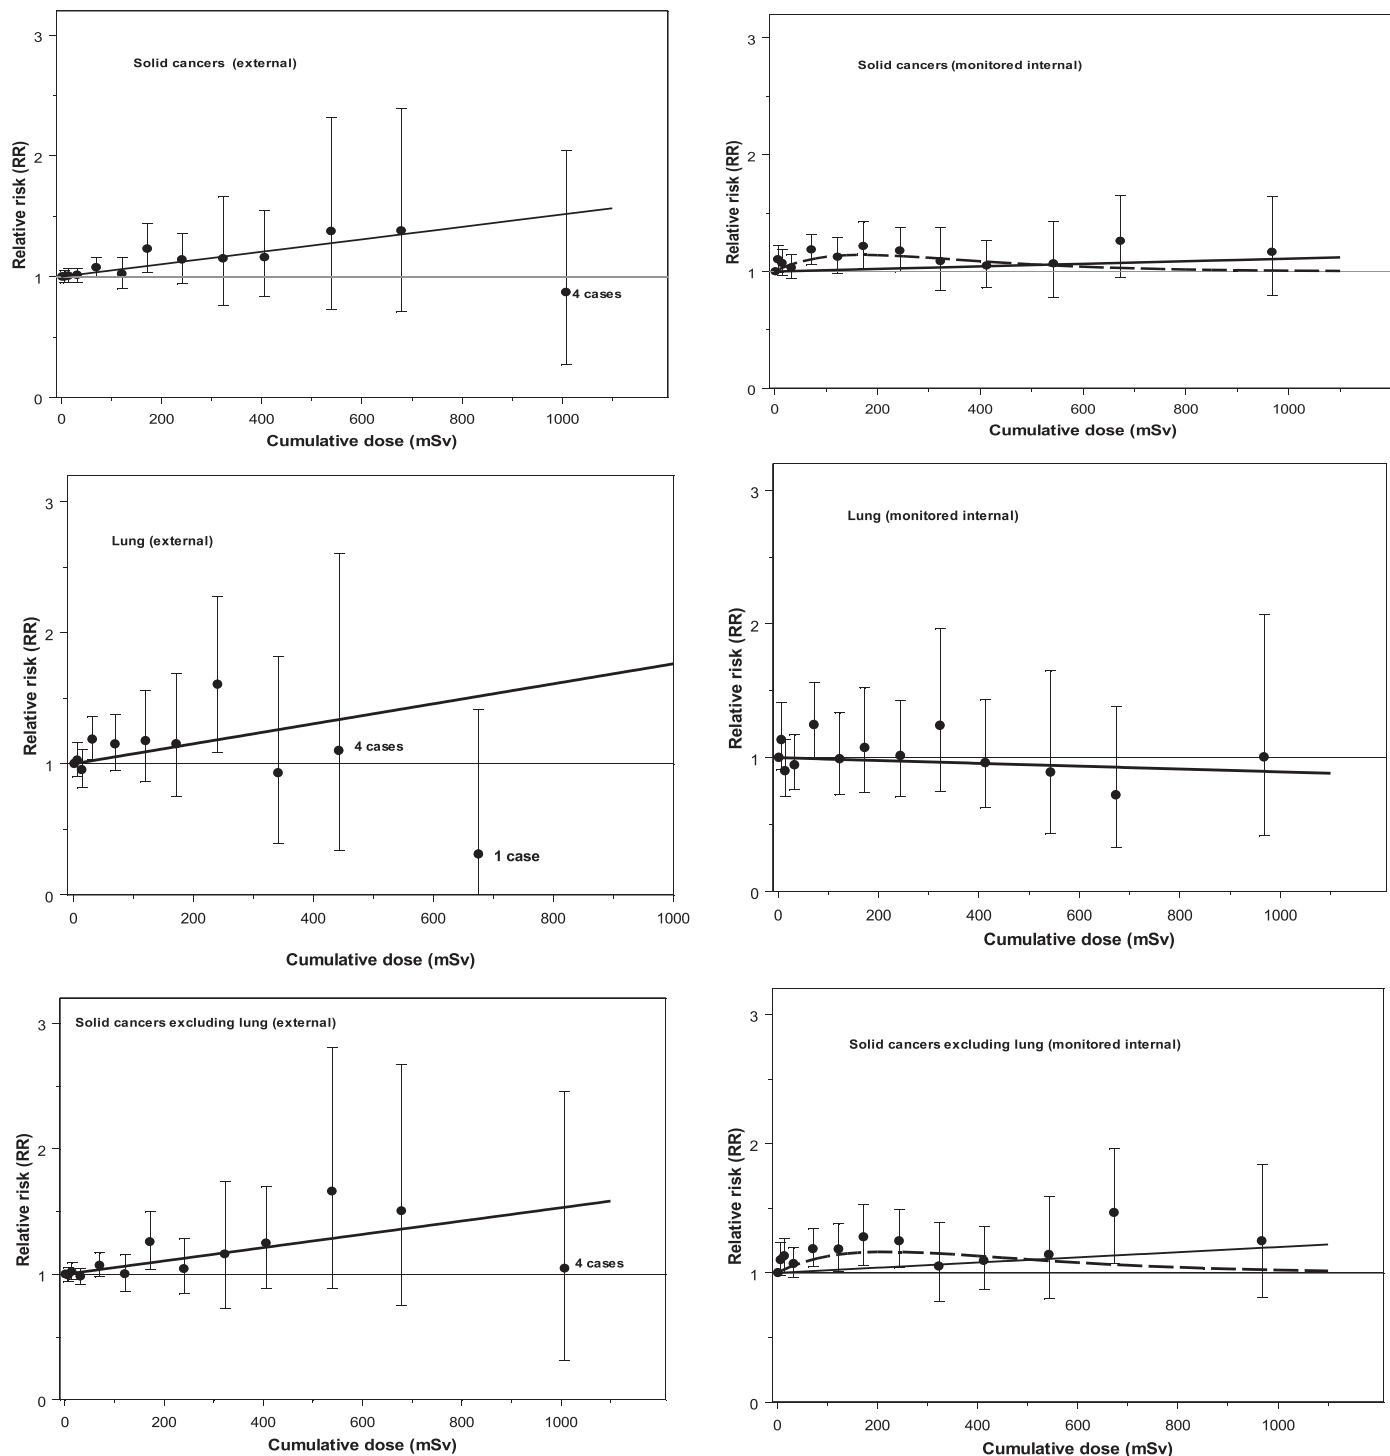 Solid cancers (external)
Relative risk (RR)
3
2
1
0
4 cases
0 200 400 600 800 1000
Cumulative dose (mSv)
Solid cancers (monitored internal)
Relative risk (RR)
3
2
1
0
0 200 400 600 800 1000
Cumulative dose (mSv)
Lung (external)
Relative risk (RR)
3
2
1
0
4 cases
1 case
0 200 400 600 800 1000
Cumulative dose (mSv)
Lung (monitored internal)
Relative risk (RR)
3
2
1
0
0 200 400 600 800 1000
Cumulative dose (mSv)
Solid cancers excluding lung (external)
Relative risk (RR)
3
2
1
0
4 cases
0 200 400 600 800 1000
Cumulative dose (mSv)
Solid cancers excluding lung (monitored internal)
Relative risk (RR)
3
2
1
0
0 200 400 600 800 1000
Cumulative dose (mSv)